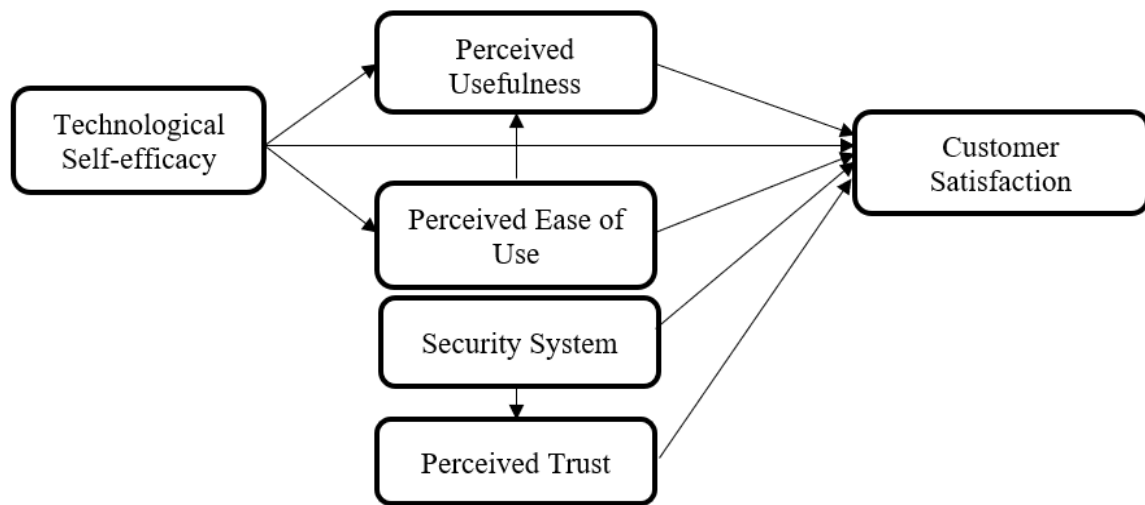 Perceived
Usefulness
Technological
Self-efficacy
Customer
Satisfaction
Perceived Ease of
Use
Security System
Perceived Trust